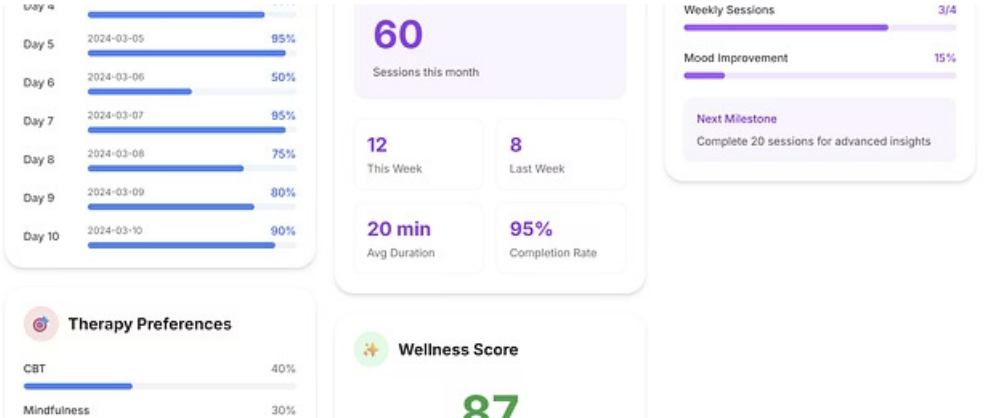 Day 4
Day 5 2024-03-05 95%
Day 6 2024-03-06 50%
Day 7 2024-03-07 95%
Day 8 2024-03-08 75%
Day 9 2024-03-09 80%
Day 10 2024-03-10 90%
Therapy Preferences
CBT 40%
Mindfulness 30%
60
Sessions this month
12
This Week
8
Last Week
20 min
Avg Duration
95%
Completion Rate
Wellness Score
87
Weekly Sessions 3/4
Mood Improvement 15%
Next Milestone
Complete 20 sessions for advanced insights